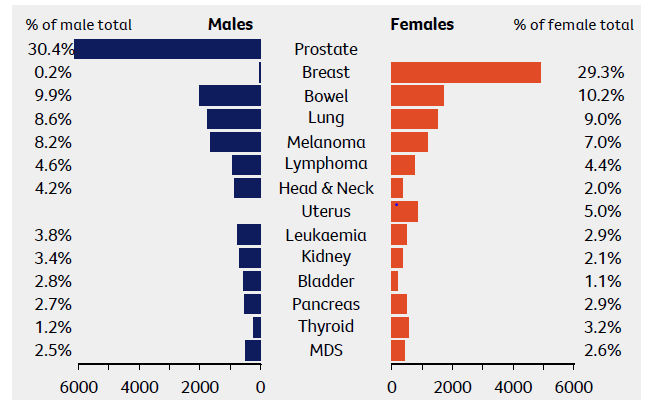 % of male total Males Females % of female total
30.4% Prostate
0.2% Breast 29.3%
9.9% Bowel 10.2%
8.6% Lung 9.0%
8.2% Melanoma 7.0%
4.6% Lymphoma 4.4%
4.2% Head & Neck 2.0%
Uterus 5.0%
3.8% Leukaemia 2.9%
3.4% Kidney 2.1%
2.8% Bladder 1.1%
2.7% Pancreas 2.9%
1.2% Thyroid 3.2%
2.5% MDS 2.6%
6000 4000 2000 0 0 2000 4000 6000